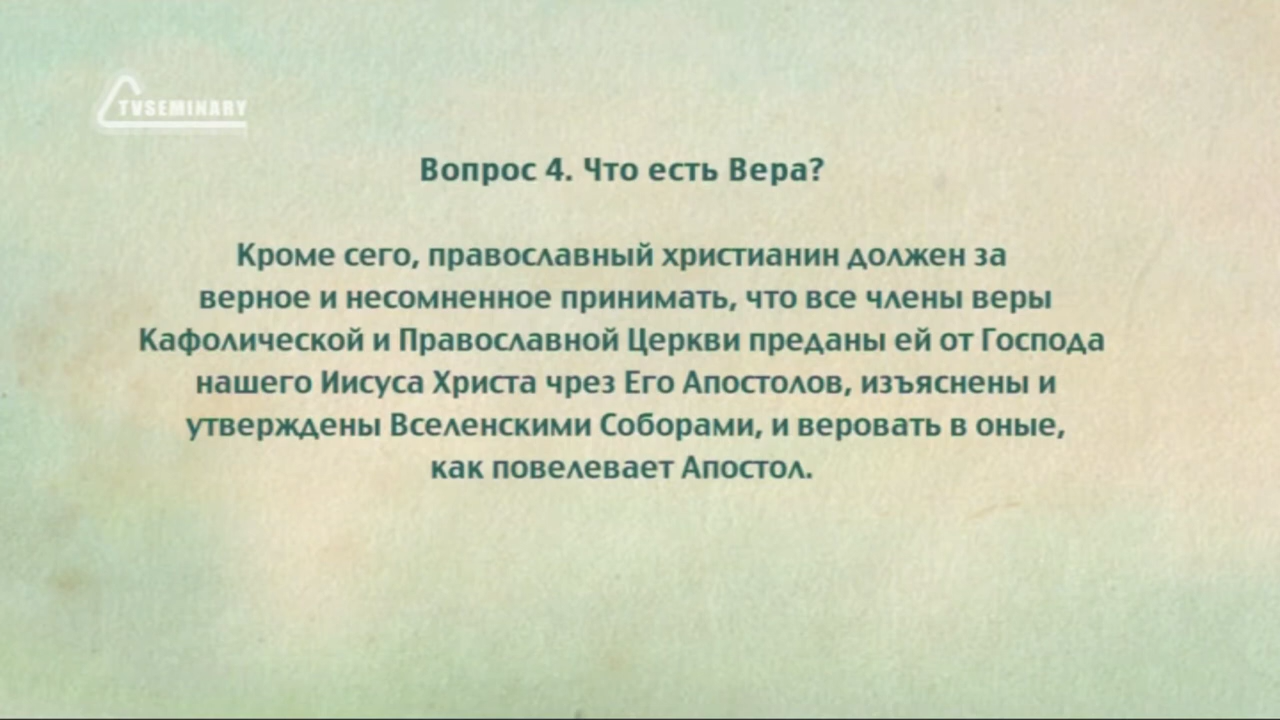 TVSEMINARY
Вопрос 4. Что есть Вера?
Кроме сего, православный христианин должен за
верное и несомненное принимать, что все члены веры
Кафолической и Православной Церкви преданы ей от Господа
нашего Иисуса Христа чрез Его Апостолов, изъяснены и
утверждены Вселенскими Соборами, и веровать в оные,
как повелевает Апостол.